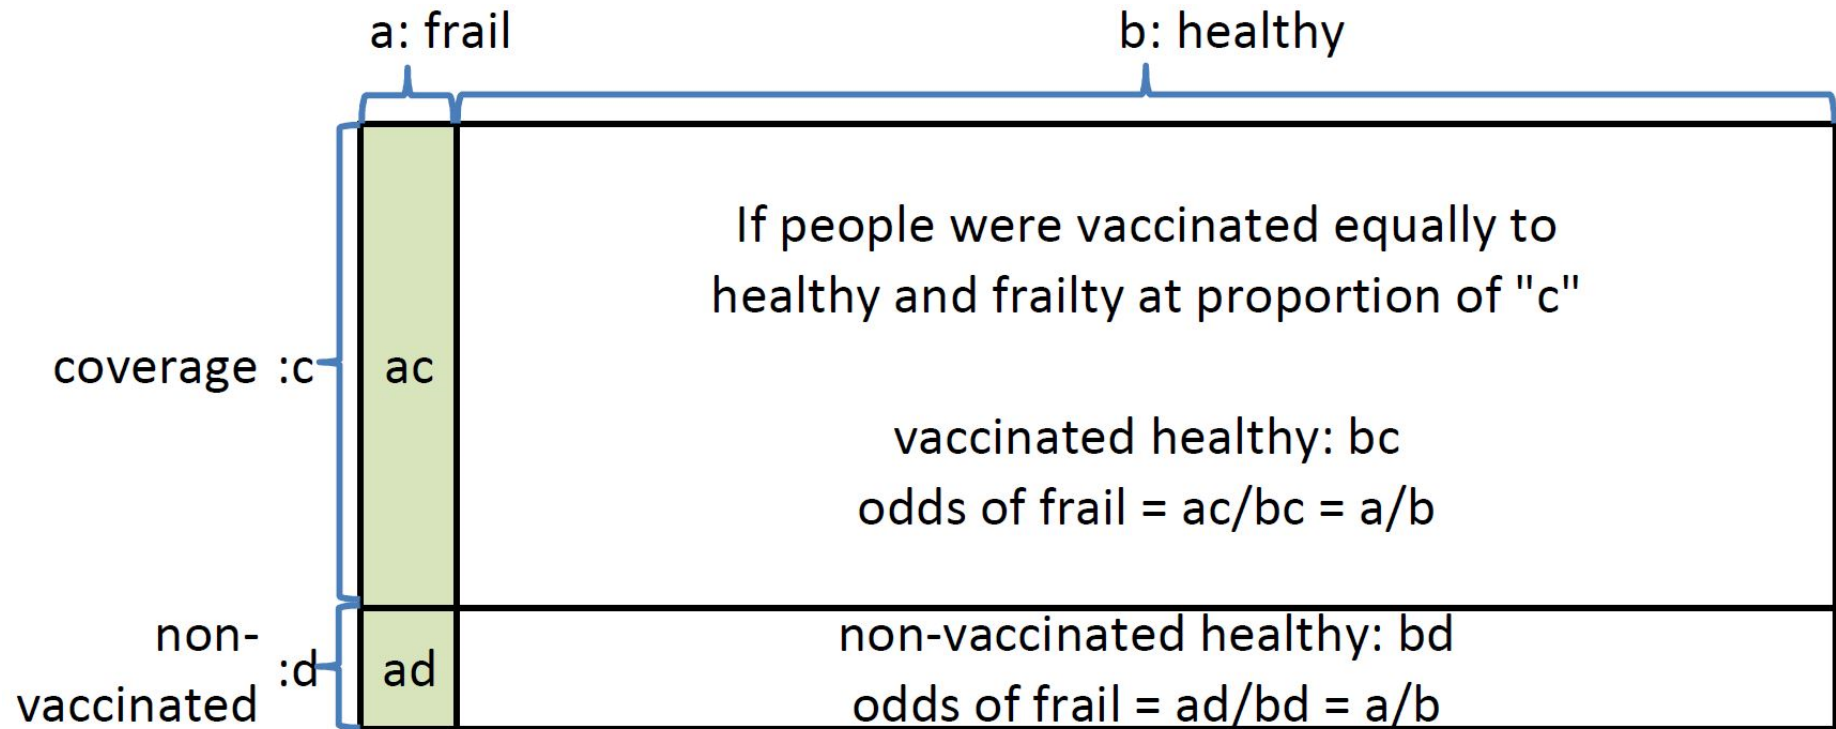 a: frail
b: healthy
If people were vaccinated equally to
healthy and frailty at proportion of "c"
coverage :c
ac
vaccinated healthy: bc
odds of frail = ac/bc = a/b
non-
vaccinated
:d
ad
non-vaccinated healthy: bd
odds of frail = ad/bd = a/b